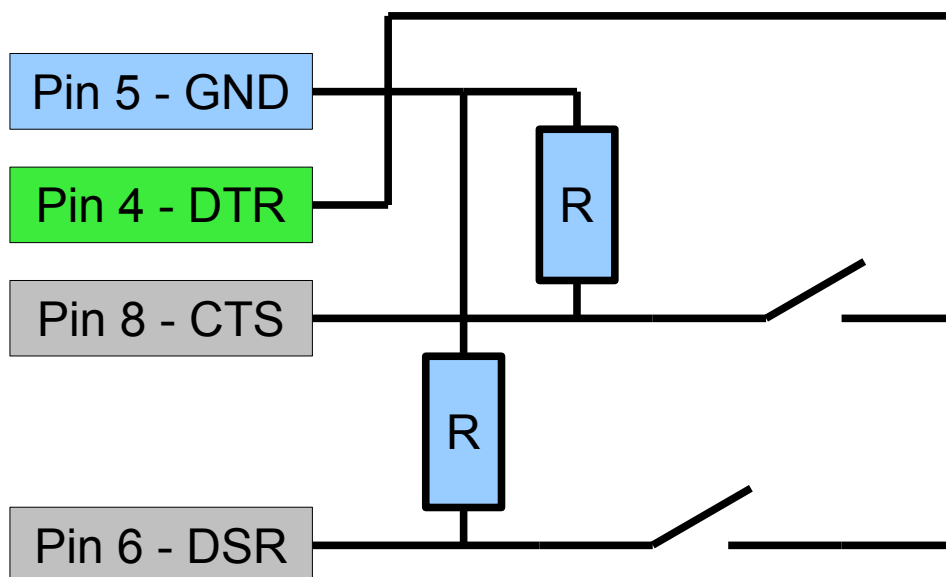 Pin 5 - GND
Pin 4 - DTR
R
Pin 8 - CTS
R
Pin 6 - DSR